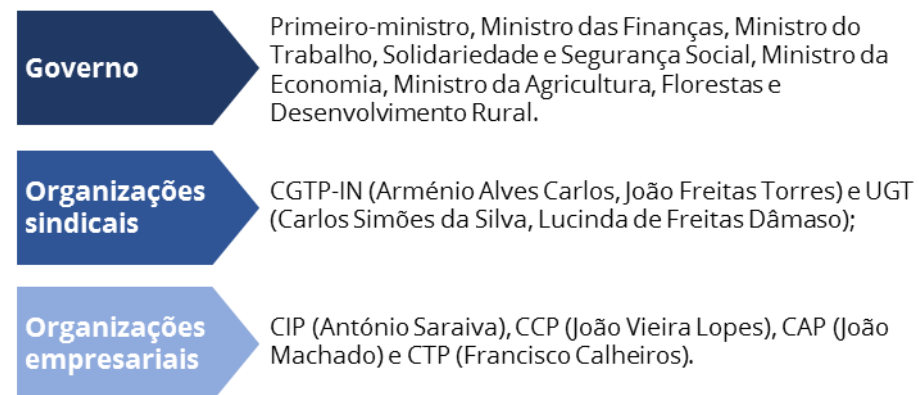 Governo
Primeiro-ministro, Ministro das Finanças, Ministro do
Trabalho, Solidariedade e Segurança Social, Ministro da
Economia, Ministro da Agricultura, Florestas e
Desenvolvimento Rural.
Organizações
sindicais
CGTP-IN (Arménio Alves Carlos, João Freitas Torres) e UGT
(Carlos Simões da Silva, Lucinda de Freitas Dâmaso);
Organizações
empresariais
CIP (António Saraiva), CCP (João Vieira Lopes), CAP (João
Machado) e CTP (Francisco Calheiros).